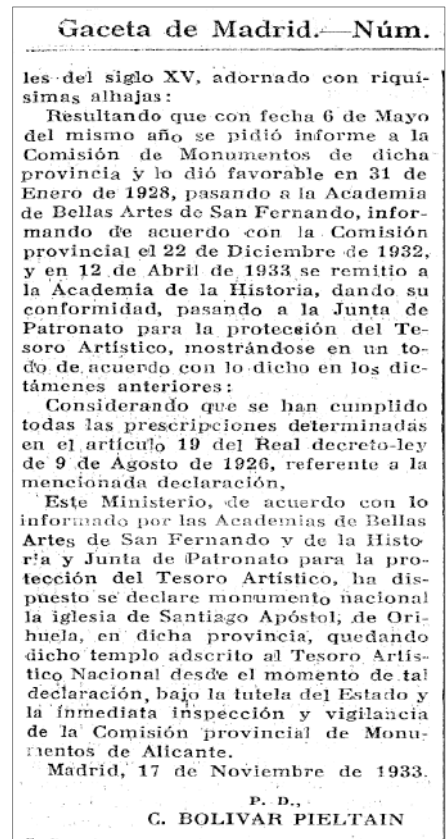 Gaceta de Madrid.—Núm.
les del siglo XV, adornado con riquí-
simas alhajas:
Resultando que con fecha 6 de Mayo
del mismo año se pidió informe a la
Comisión de Monumentos de dicha
provincia y lo dió favorable en 31 de
Enero de 1928, pasando a la Academia
de Bellas Artes de San Fernando, infor-
mando de acuerdo con la Comisión
provincial el 22 de Diciembre de 1932,
y en 12 de Abril de 1933 se remitio a
la Academia de la Historia, dando su
conformidad, pasando a la Junta de
Patronato para la protección del Te-
soro Artístico, mostrándose en un to-
do de acuerdo con lo dicho en los dic-
támenes anteriores:
Considerando que se han cumplido
todas las prescripciones determinadas
en el artículo 19 del Real decreto-ley
de 9 de Agosto de 1926, referente a la
mencionada declaración,
Este Ministerio, de acuerdo con lo
informado por las Academias de Bellas
Artes de San Fernando y de la Histo
ria y Junta de Patronato para la pro-
tección del Tesoro Artístico, ha dis-
puesto se declare monumento nacional
la iglesia de Santiago Apóstol, de Ori-
huela, en dicha provincia, quedando
dicho templo adscrito al Tesoro Artís-
tico Nacional desde el momento de tal
declaración, bajo la tutela del Estado y
la inmediata inspección y vigilancia
de la Comisión provincial de Monu-
mentos de Alicante.
Madrid, 17 de Noviembre de 1933.
P. D.,
C. BOLIVAR PIELTAIN